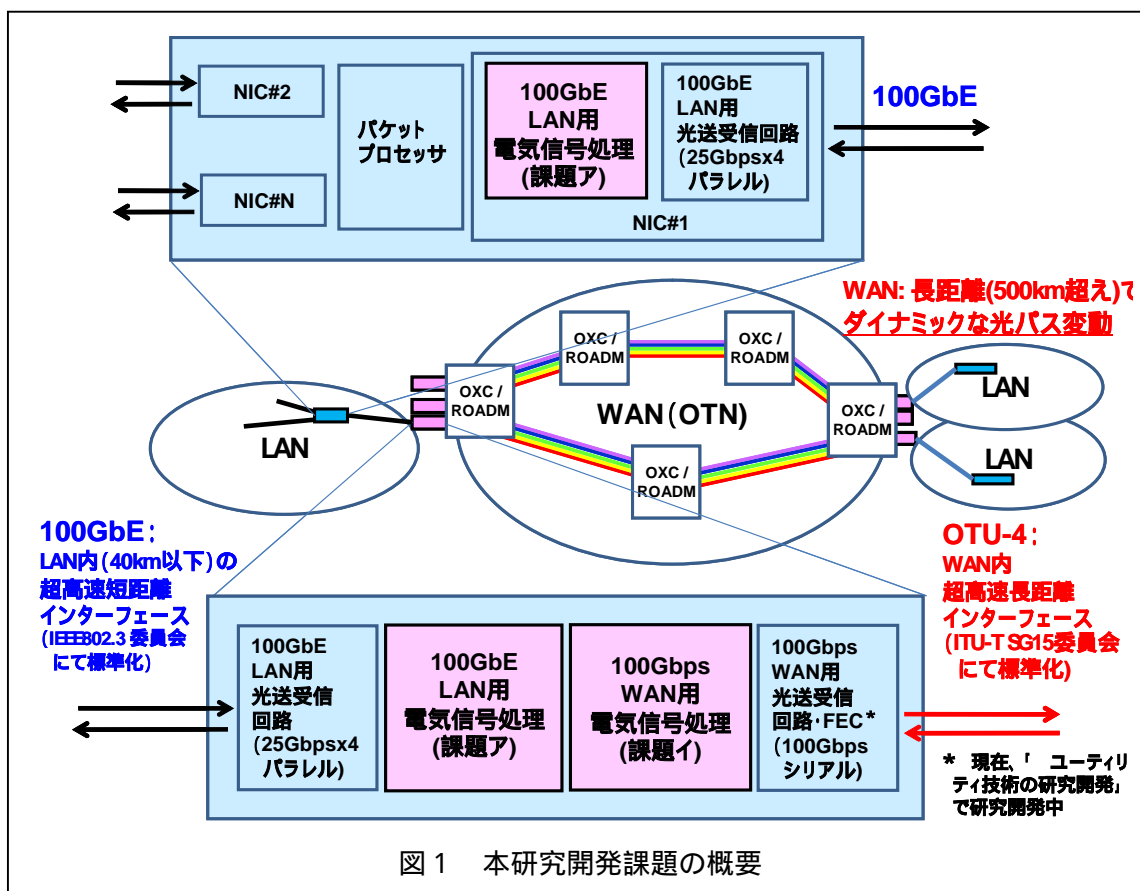 NIC#2
NIC#N
パケット
プロセッサ
100GbE
LAN用
電気信号処理
(課題ア)
100GbE
LAN用
光送受信回路
(25Gbpsx4
パラレル)
NIC#1
100GbE
WAN: 長距離(500km超え)で
ダイナミックな光パス変動
OXC /
ROADM
OXC /
ROADM
OXC /
ROADM
OXC /
ROADM
OXC /
ROADM
WAN(OTN)
LAN
LAN
LAN
100GbE:
LAN内(40km以下)の
超高速短距離
インターフェース
(IEEE802.3 委員会
にて標準化)
OTU-4:
WAN内
超高速長距離
インターフェース
(ITU-T SG15委員会
にて標準化)
100GbE
LAN用
光送受信
回路
(25Gbpsx4
パラレル)
100GbE
LAN用
電気信号処理
(課題ア)
100Gbps
WAN用
電気信号処理
(課題イ)
100Gbps
WAN用
光送受信
回路・FEC*
(100Gbps
シリアル)
* 現在、「 ユーティリ
ティ技術の研究開発」
で研究開発中
図 1 本研究開発課題の概要